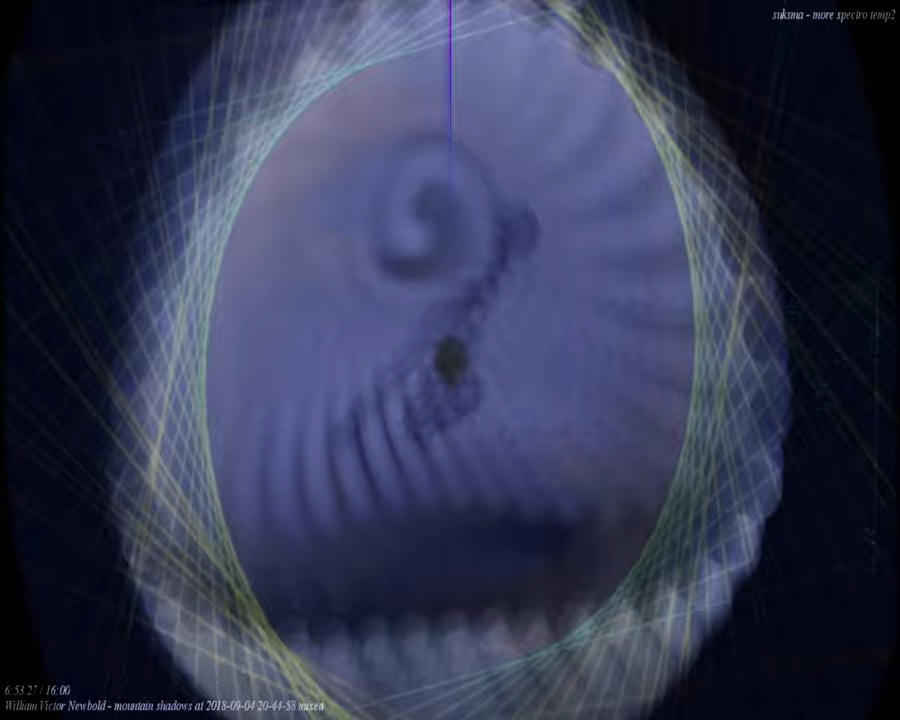 suksma - more spectro temp2
6:53.27 / 16:00
William Victor Newbold - mountain shadows at 2018-09-04 20-44-58 mixed